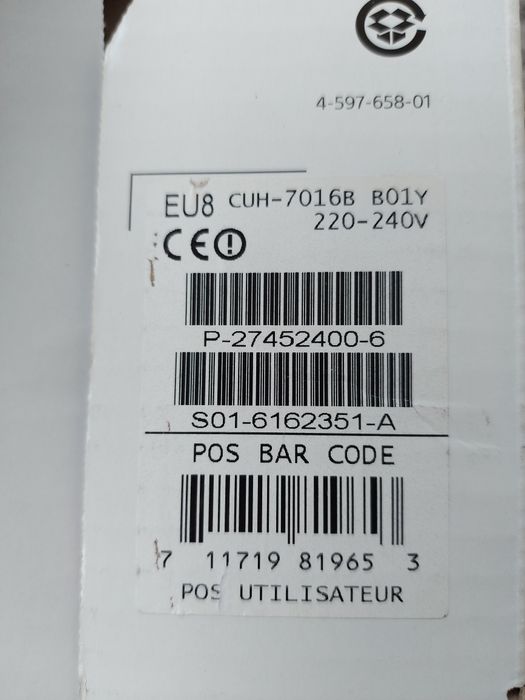 4-597-658-01
EU8 CUH-7016B B01Y
220-240V
CE
P-27452400-6
S01-6162351-A
POS BAR CODE
7 11719 81965 3
POS UTILISATEUR